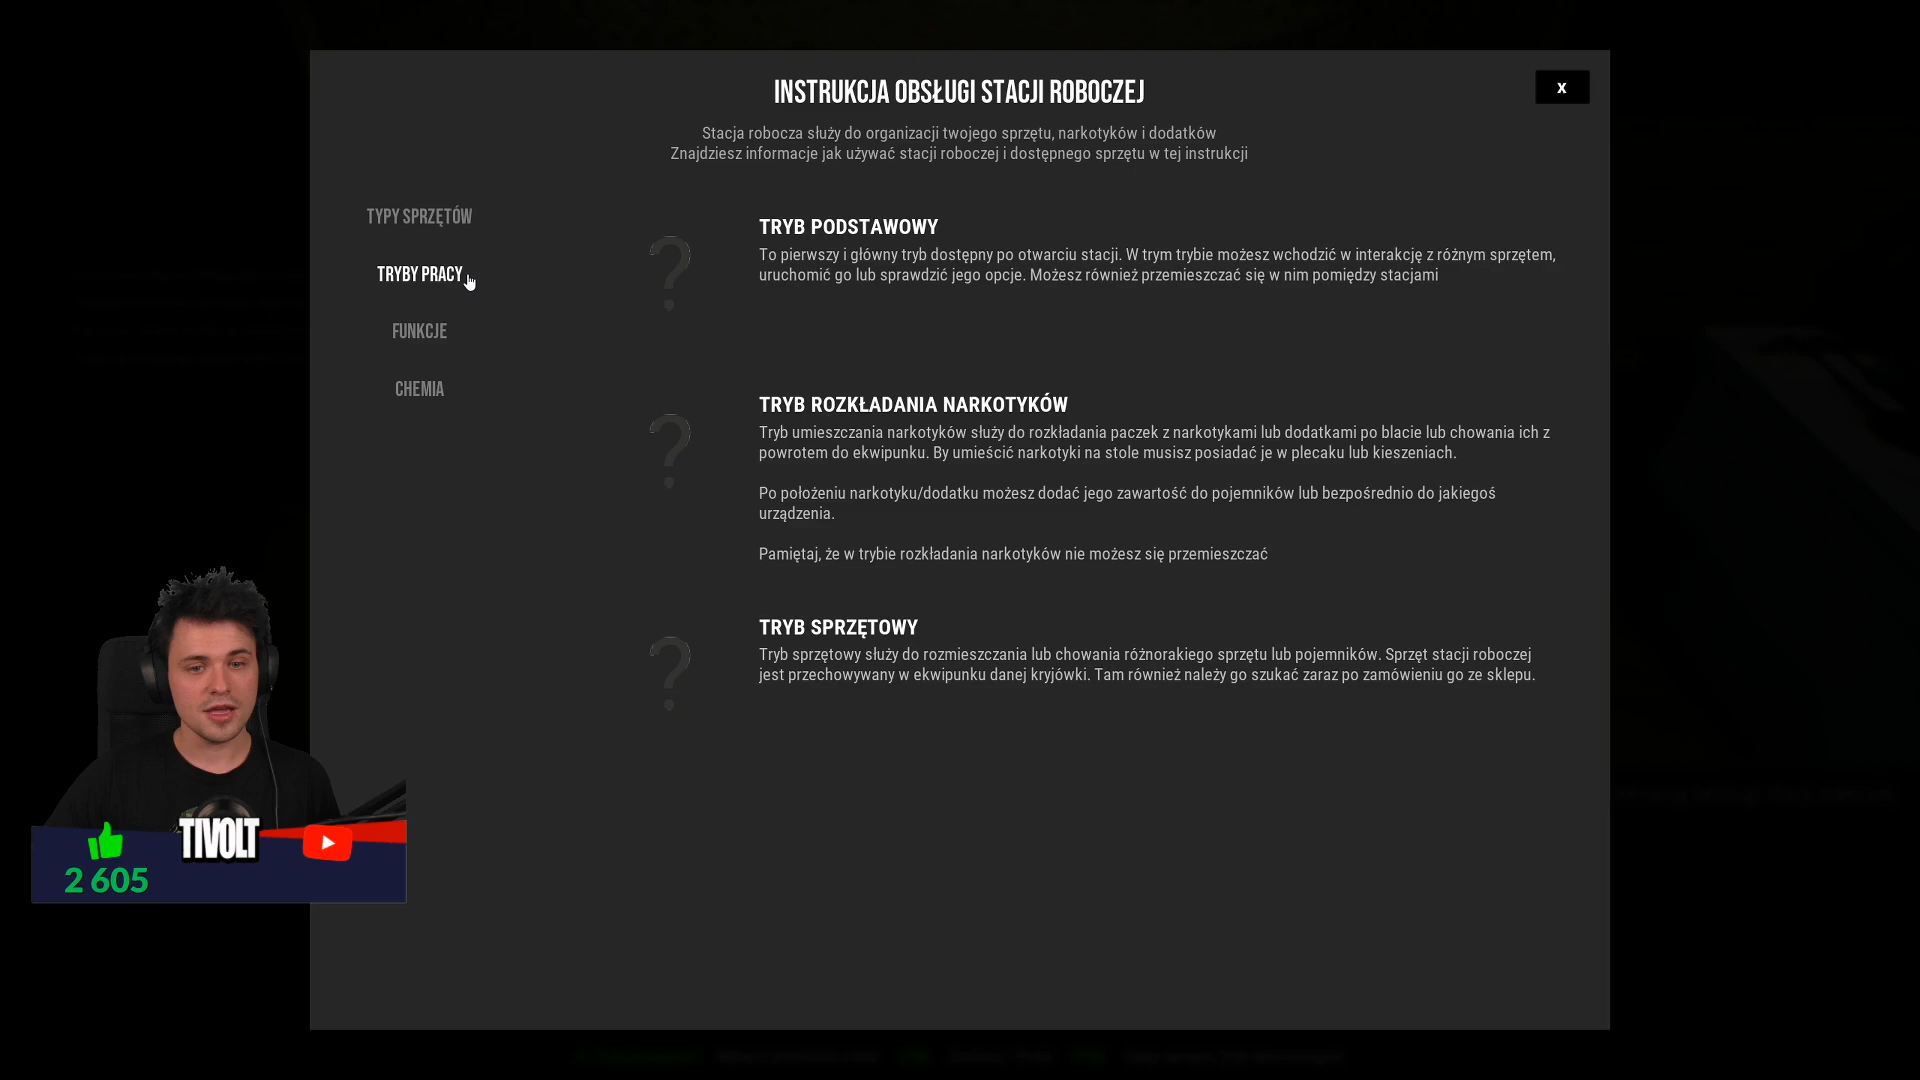 INSTRUKCJA OBSŁUGI STACJI ROBOCZEJ
x
Stacja robocza służy do organizacji twojego sprzętu, narkotyków i dodatków
Znajdziesz informacje jak używać stacji roboczej i dostępnego sprzętu w tej instrukcji
TYPY SPRZĘTÓW
TRYBY PRACY
FUNKCJE
CHEMIA
?
TRYB PODSTAWOWY
To pierwszy i główny tryb dostępny po otwarciu stacji. W trym trybie możesz wchodzić w interakcję z różnym sprzętem,
uruchomić go lub sprawdzić jego opcje. Możesz również przemieszczać się w nim pomiędzy stacjami
?
TRYB ROZKŁADANIA NARKOTYKÓW
Tryb umieszczania narkotyków służy do rozkładania paczek z narkotykami lub dodatkami po blacie lub chowania ich z
powrotem do ekwipunku. By umieścić narkotyki na stole musisz posiadać je w plecaku lub kieszeniach.
Po położeniu narkotyku/dodatku możesz dodać jego zawartość do pojemników lub bezpośrednio do jakiegoś
urządzenia.
Pamiętaj, że w trybie rozkładania narkotyków nie możesz się przemieszczać
?
TRYB SPRZĘTOWY
Tryb sprzętowy służy do rozmieszczania lub chowania różnorakiego sprzętu lub pojemników. Sprzęt stacji roboczej
jest przechowywany w ekwipunku danej kryjówki. Tam również należy go szukać zaraz po zamówieniu go ze sklepu.
TIVOLT
2 605